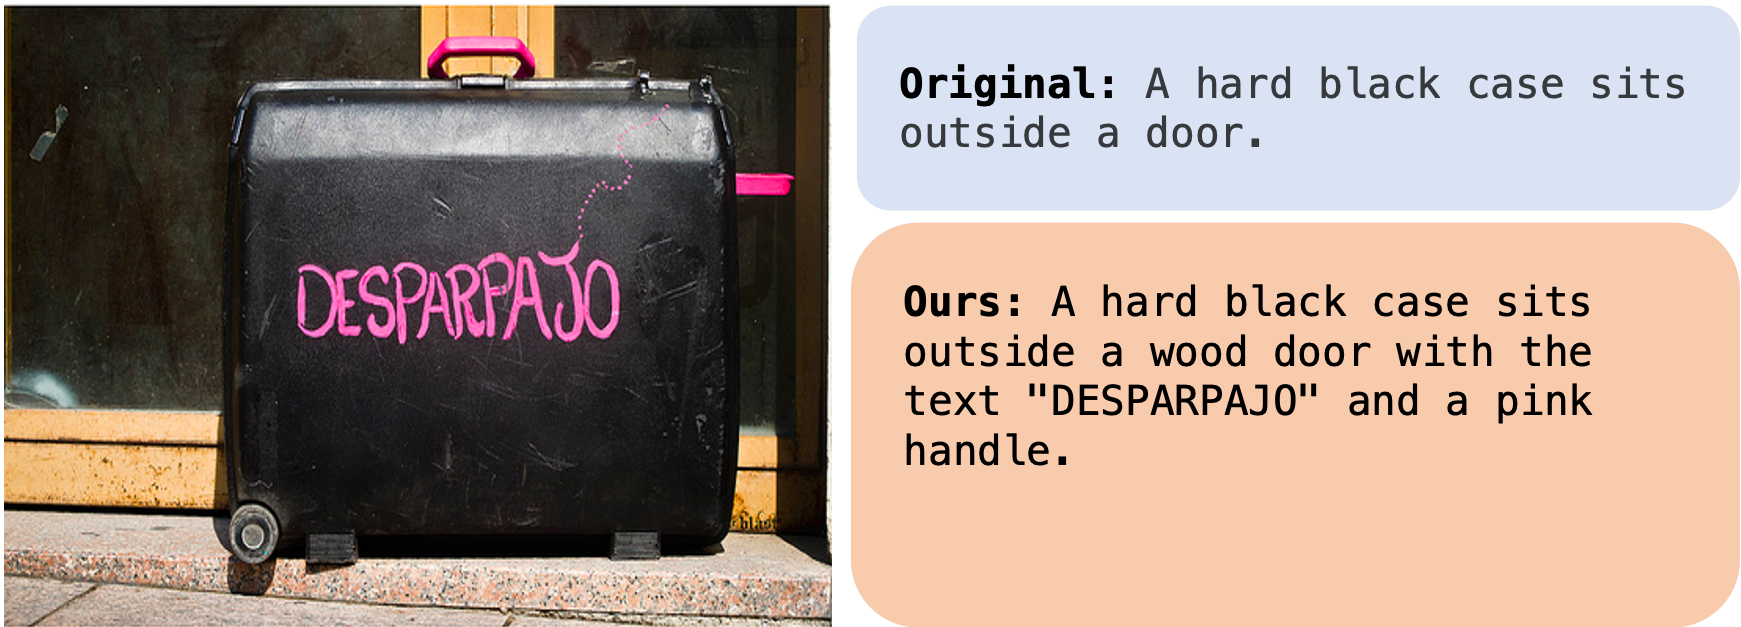 DESPARPAJO
Original: A hard black case sits
outside a door.
Ours: A hard black case sits
outside a wood door with the
text "DESPARPAJO" and a pink
handle.